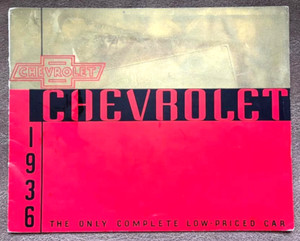 CHEVROLET
CHEVROLET
1936
THE ONLY COMPLETE LOW-PRICED CAR